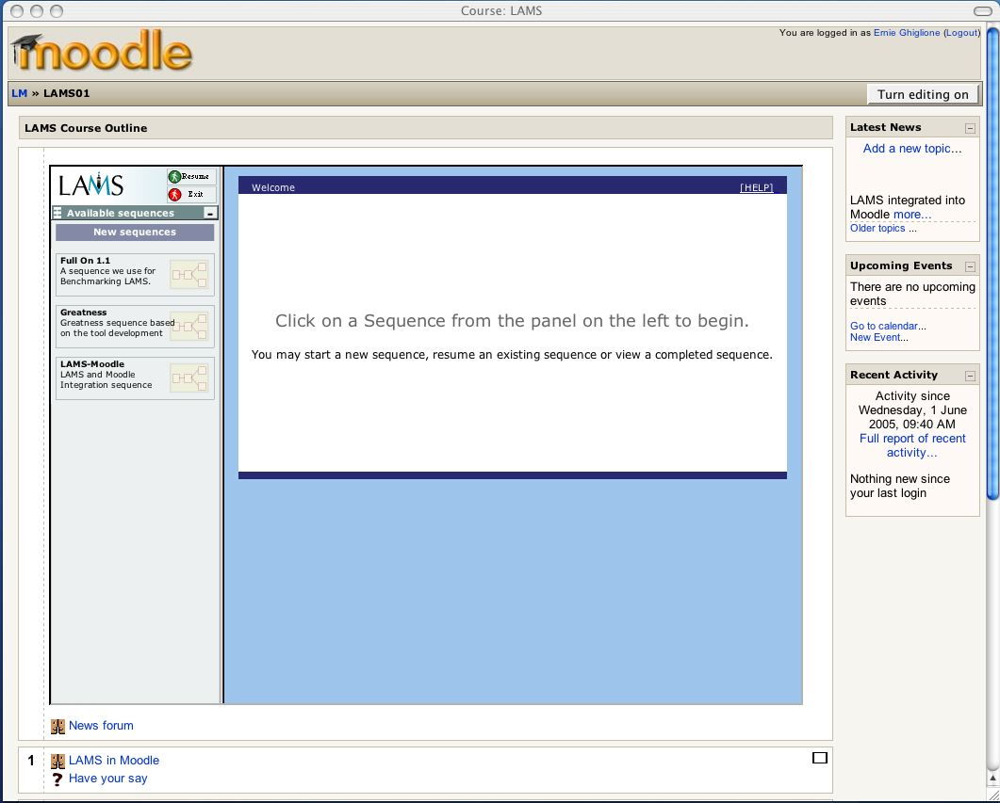 Course: LAMS
moodle
You are logged in as Ernie Ghiglione (Logout)
LM » LAMS01
Turn editing on
LAMS Course Outline
LAMS
Resume
Exit
Available sequences
New sequences
Full On 1.1
A sequence we use for
Benchmarking LAMS.
Greatness
Greatness sequence based
on the tool development
LAMS-Moodle
LAMS and Moodle
Integration sequence
Welcome
[HELP]
Click on a Sequence from the panel on the left to begin.
You may start a new sequence, resume an existing sequence or view a completed sequence.
News forum
1
LAMS in Moodle
Have your say
Latest News
Add a new topic...
LAMS integrated into
Moodle more...
Older topics ...
Upcoming Events
There are no upcoming
events
Go to calendar...
New Event...
Recent Activity
Activity since
Wednesday, 1 June
2005, 09:40 AM
Full report of recent
activity...
Nothing new since
your last login